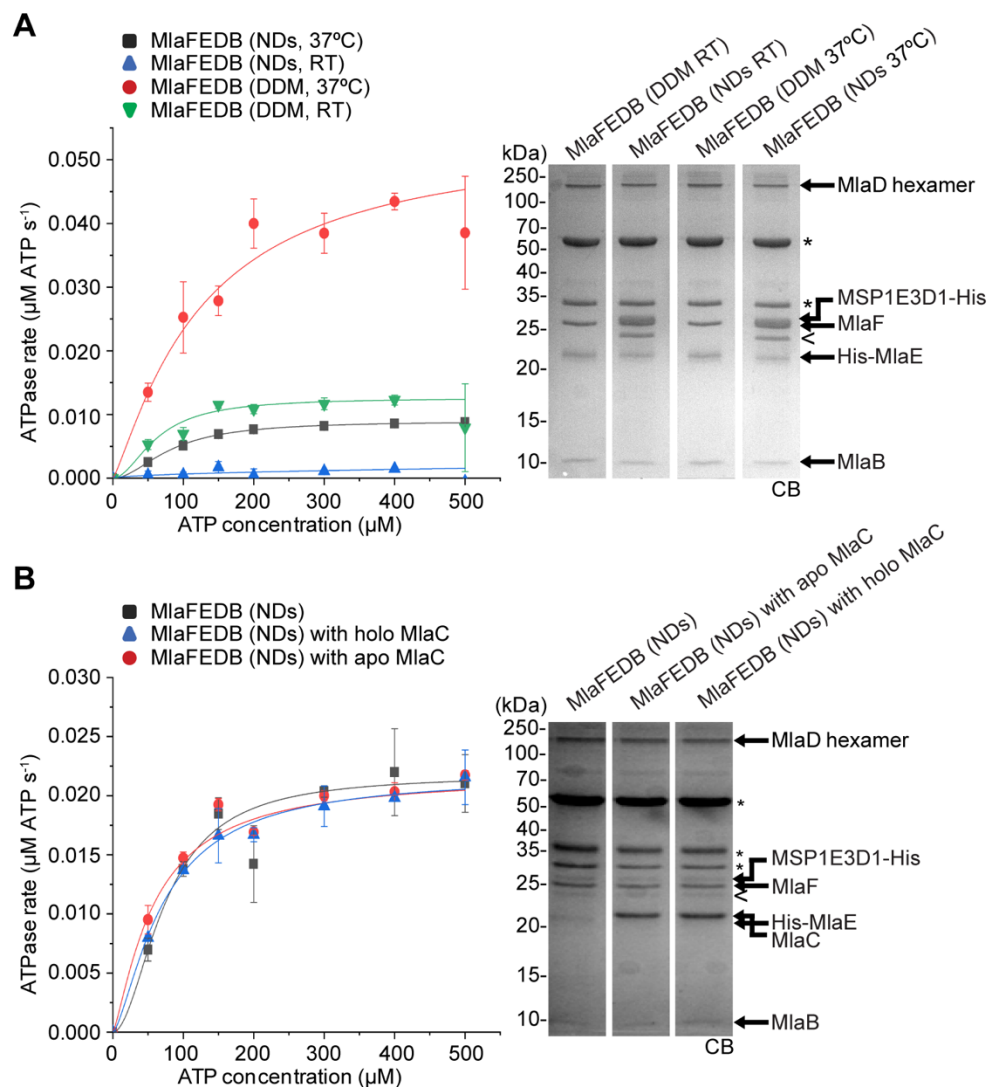 A
MlaFEDB (NDs, 37ºC)
MlaFEDB (NDs, RT)
MlaFEDB (DDM, 37ºC)
MlaFEDB (DDM, RT)
ATPase rate (µM ATP s⁻¹)
0.050
0.040
0.030
0.020
0.010
0.000
0 100 200 300 400 500
ATP concentration (µM)
MlaFEDB (DDM RT)
MlaFEDB (NDs RT)
MlaFEDB (DDM 37ºC)
MlaFEDB (NDs 37ºC)
(kDa)
250-
100-
70-
50-
40-
35-
25-
20-
15-
10-
MlaD hexamer
*
*
MSP1E3D1-His
MlaF
<
His-MlaE
MlaB
CB
B
MlaFEDB (NDs)
MlaFEDB (NDs) with holo MlaC
MlaFEDB (NDs) with apo MlaC
ATPase rate (µM ATP s⁻¹)
0.030
0.025
0.020
0.015
0.010
0.005
0.000
0 100 200 300 400 500
ATP concentration (µM)
MlaFEDB (NDs)
MlaFEDB (NDs) with apo MlaC
MlaFEDB (NDs) with holo MlaC
(kDa)
250-
100-
70-
50-
40-
35-
25-
20-
15-
10-
MlaD hexamer
*
*
*
MSP1E3D1-His
MlaF
<
His-MlaE
MlaC
MlaB
CB